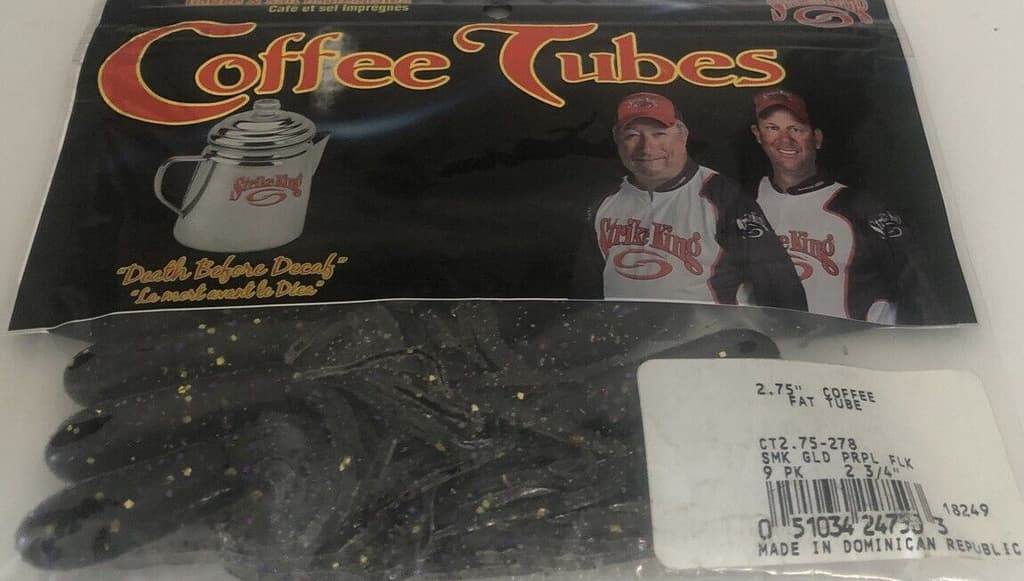 Café et sel Impregnés
Coffee Tubes
Strike King
Strike King
ke King
"Death Before Decaf"
"La mort avant le Déca"
2.75" COFFEE
FAT TUBE
CT2.75-278
SMK GLD PRPL FLK
9 PK 2 3/4"
18249
0 51034 3
MADE IN DOMINICAN REPUBLIC